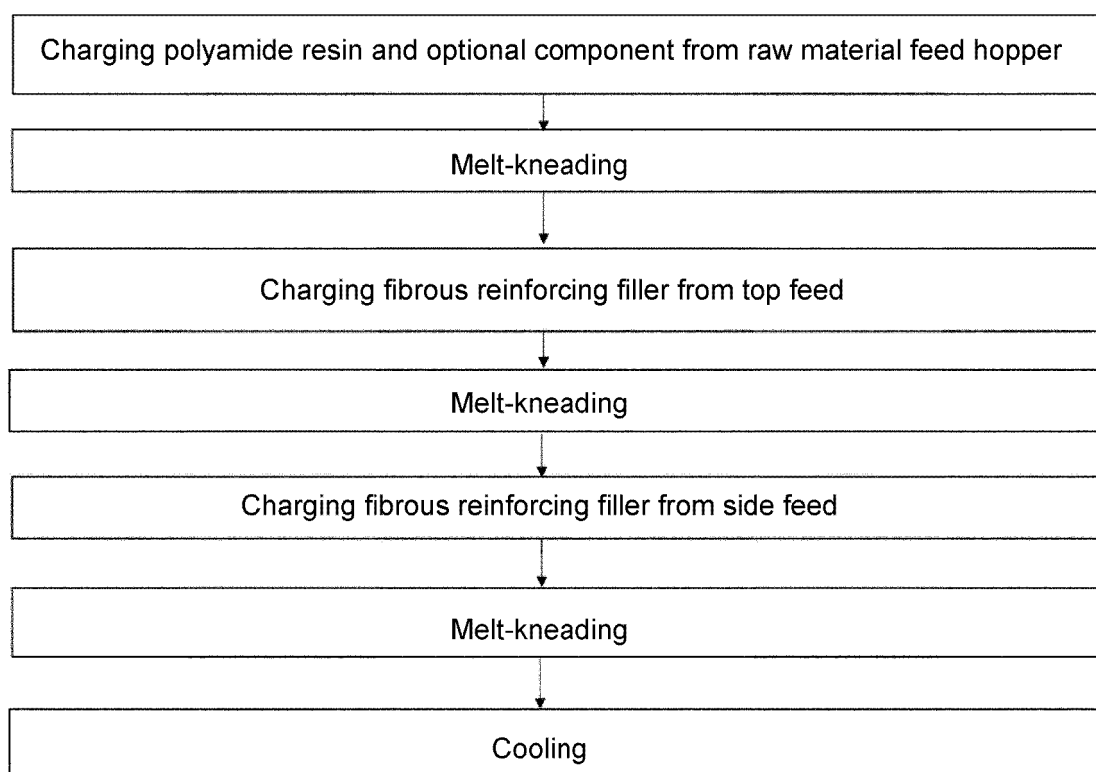 Charging polyamide resin and optional component from raw material feed hopper
Melt-kneading
Charging fibrous reinforcing filler from top feed
Melt-kneading
Charging fibrous reinforcing filler from side feed
Melt-kneading
Cooling